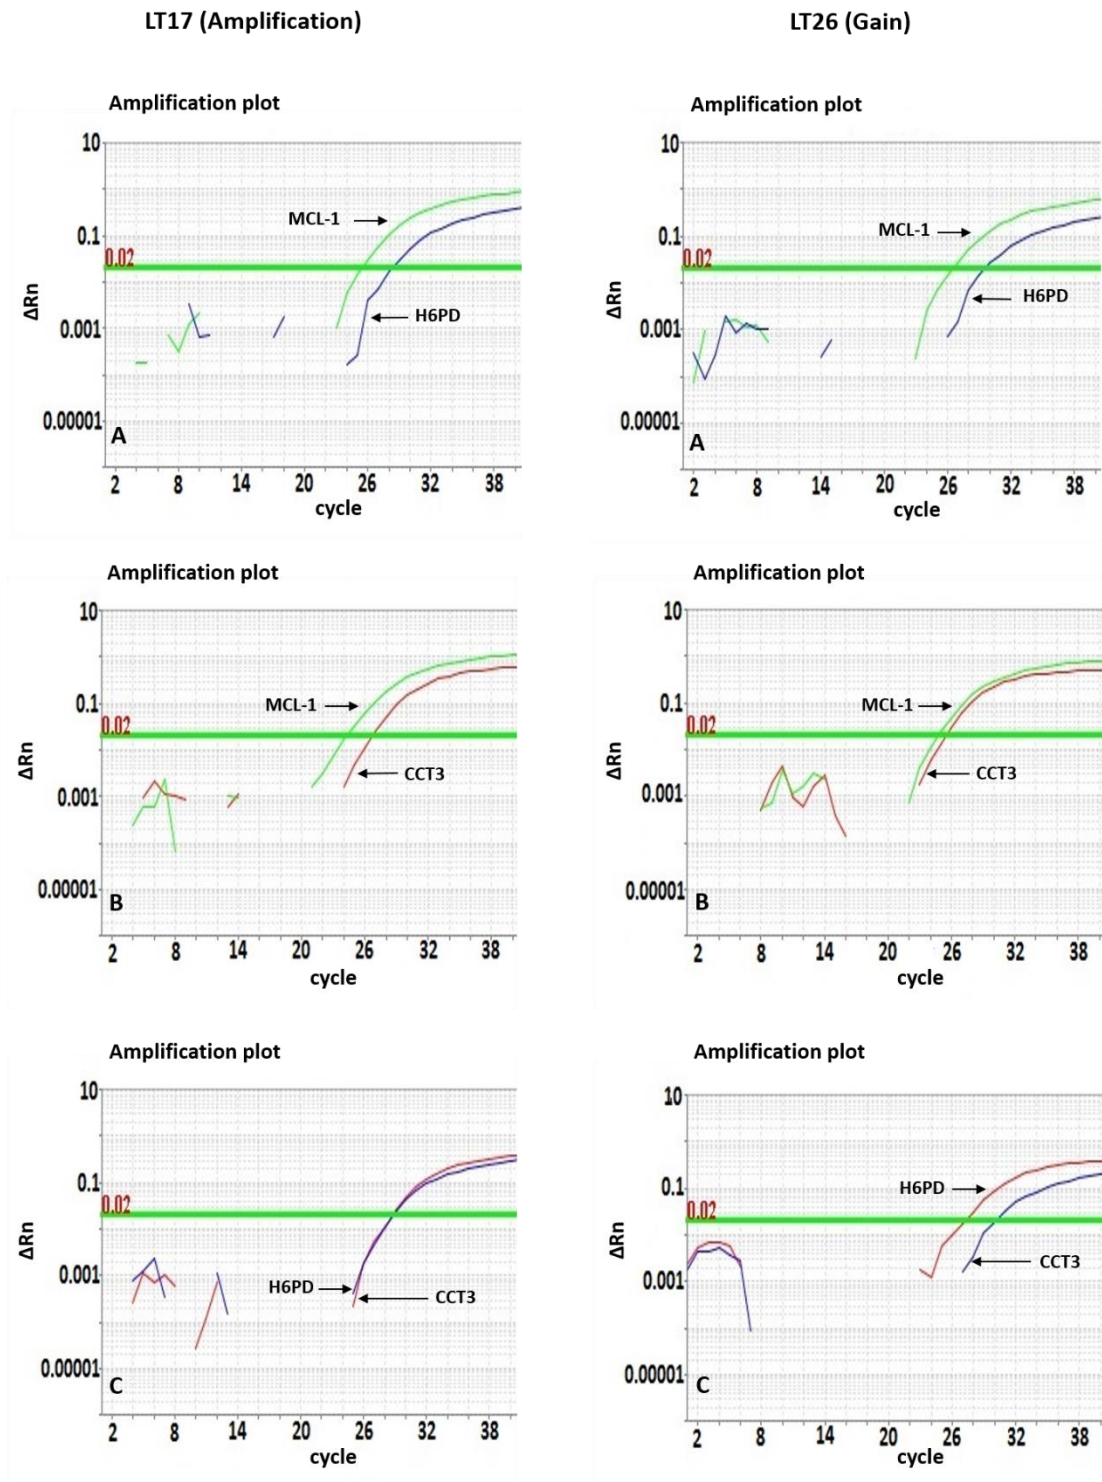 LT17 (Amplification)
LT26 (Gain)
Amplification plot
10
0.1
0.02
0.001
0.00001
ΔRn
MCL-1
H6PD
A
2 8 14 20 26 32 38
cycle
Amplification plot
10
0.1
0.02
0.001
0.00001
ΔRn
MCL-1
H6PD
A
2 8 14 20 26 32 38
cycle
Amplification plot
10
0.1
0.02
0.001
0.00001
ΔRn
MCL-1
CCT3
B
2 8 14 20 26 32 38
cycle
Amplification plot
10
0.1
0.02
0.001
0.00001
ΔRn
MCL-1
CCT3
B
2 8 14 20 26 32 38
cycle
Amplification plot
10
0.1
0.02
0.001
0.00001
ΔRn
H6PD
CCT3
C
2 8 14 20 26 32 38
cycle
Amplification plot
10
0.1
0.02
0.001
0.00001
ΔRn
H6PD
CCT3
C
2 8 14 20 26 32 38
cycle